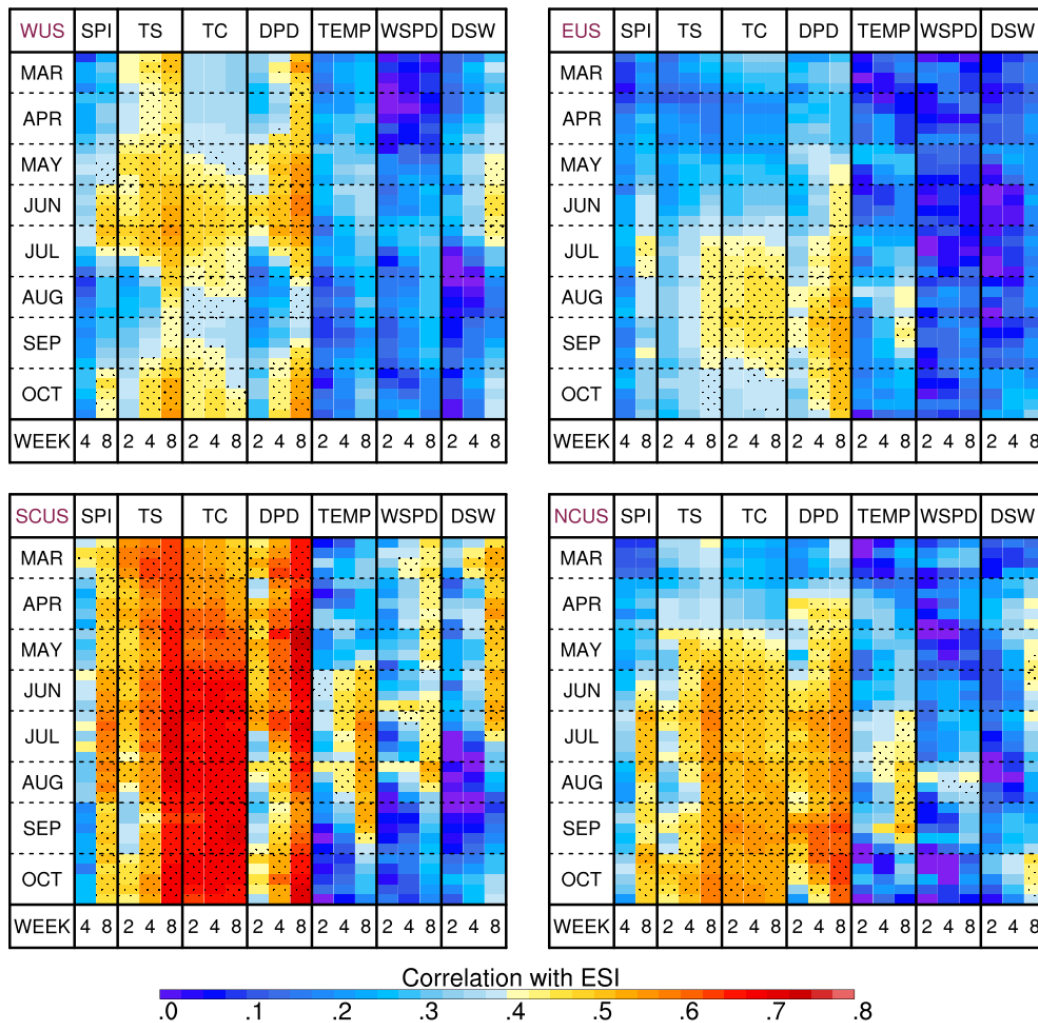 WUS SPI TS TC DPD TEMP WSPD DSW
MAR
APR
MAY
JUN
JUL
AUG
SEP
OCT
WEEK 4 8 2 4 8 2 4 8 2 4 8 2 4 8 2 4 8 2 4 8
EUS SPI TS TC DPD TEMP WSPD DSW
MAR
APR
MAY
JUN
JUL
AUG
SEP
OCT
WEEK 4 8 2 4 8 2 4 8 2 4 8 2 4 8 2 4 8 2 4 8
SCUS SPI TS TC DPD TEMP WSPD DSW
MAR
APR
MAY
JUN
JUL
AUG
SEP
OCT
WEEK 4 8 2 4 8 2 4 8 2 4 8 2 4 8 2 4 8 2 4 8
NCUS SPI TS TC DPD TEMP WSPD DSW
MAR
APR
MAY
JUN
JUL
AUG
SEP
OCT
WEEK 4 8 2 4 8 2 4 8 2 4 8 2 4 8 2 4 8 2 4 8
Correlation with ESI
.0 .1 .2 .3 .4 .5 .6 .7 .8